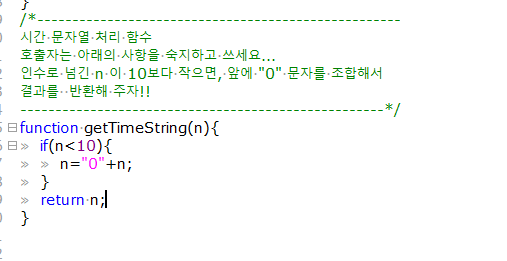 }
/*--------------------------------------------------
시간 문자열 처리 함수
호출자는 아래의 사항을 숙지하고 쓰세요...
인수로 넘긴 n 이 10보다 작으면, 앞에 "0" 문자를 조합해서
결과를  반환해 주자!!
--------------------------------------------------*/
function getTimeString(n){
if(n<10){
n="0"+n;
}
return n;
}